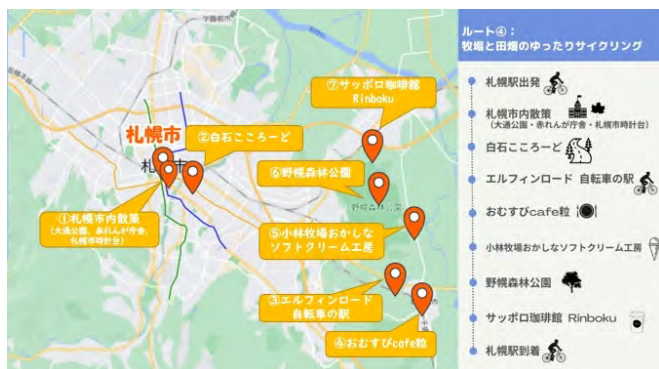 ⑦サッポロ珈琲館
Rinboku
札幌市
②白石こころーど
⑥野幌森林公園
野幌森林公園
①札幌市内散策
(大通公園、赤れんが庁舎、
札幌市時計台)
⑤小林牧場おかしな
ソフトクリーム工房
③エルフィンロード
自転車の駅
④おむすびcafe粒
ルート④:
牧場と田畑のゆったりサイクリング
札幌駅出発
札幌市内散策
(大通公園・赤れんが庁舎・札幌市時計台)
白石こころーど
エルフィンロード 自転車の駅
おむすびcafe粒
小林牧場おかしなソフトクリーム工房
野幌森林公園
サッポロ珈琲館 Rinboku
札幌駅到着